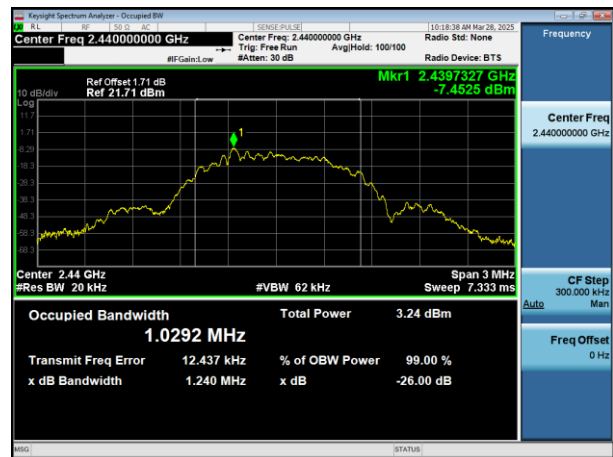 Keysight Spectrum Analyzer - Occupied BW
RL RF 50 Ω AC SENSE:PULSE 10:18:38 AM Mar 28, 2025
Center Freq 2.440000000 GHz Center Freq: 2.440000000 GHz Radio Std: None Frequency
Trig: Free Run Avg|Hold: 100/100
#IFGain:Low #Atten: 30 dB Radio Device: BTS
Ref Offset 1.71 dB Mkr1 2.4397327 GHz
10 dB/div Ref 21.71 dBm -7.4525 dBm
Log
11.7
1.71
-8.29
-18.3
-28.3
-38.3
-48.3
-58.3
-68.3
1
Center 2.44 GHz Span 3 MHz
#Res BW 20 kHz #VBW 62 kHz Sweep 7.333 ms
Center Freq
2.440000000 GHz
CF Step
300.000 kHz
Auto Man
Freq Offset
0 Hz
Occupied Bandwidth Total Power 3.24 dBm
1.0292 MHz
Transmit Freq Error 12.437 kHz % of OBW Power 99.00 %
x dB Bandwidth 1.240 MHz x dB -26.00 dB
MSG STATUS